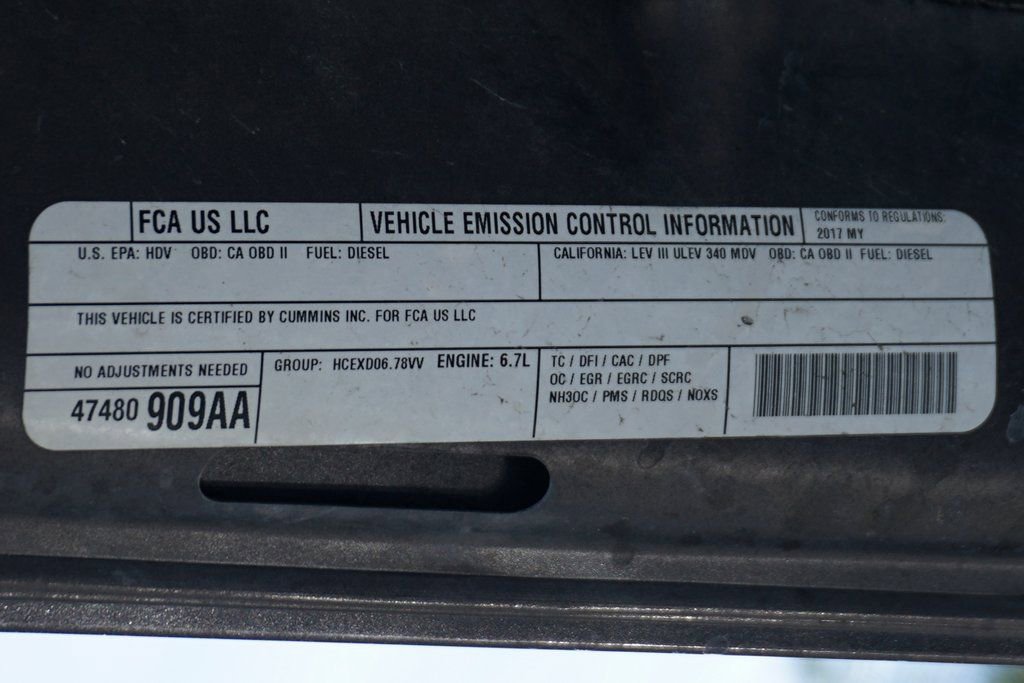 FCA US LLC
VEHICLE EMISSION CONTROL INFORMATION
CONFORMS TO REGULATIONS:
2017 MY
U.S. EPA: HDV OBD: CA OBD II FUEL: DIESEL
CALIFORNIA: LEV III ULEV 340 MDV OBD: CA OBD II FUEL: DIESEL
THIS VEHICLE IS CERTIFIED BY CUMMINS INC. FOR FCA US LLC
NO ADJUSTMENTS NEEDED
47480 909AA
GROUP: HCEXD06.78VV ENGINE: 6.7L
TC / DFI / CAC / DPF
OC / EGR / EGRC / SCRC
NH3OC / PMS / RDQS / NOXS